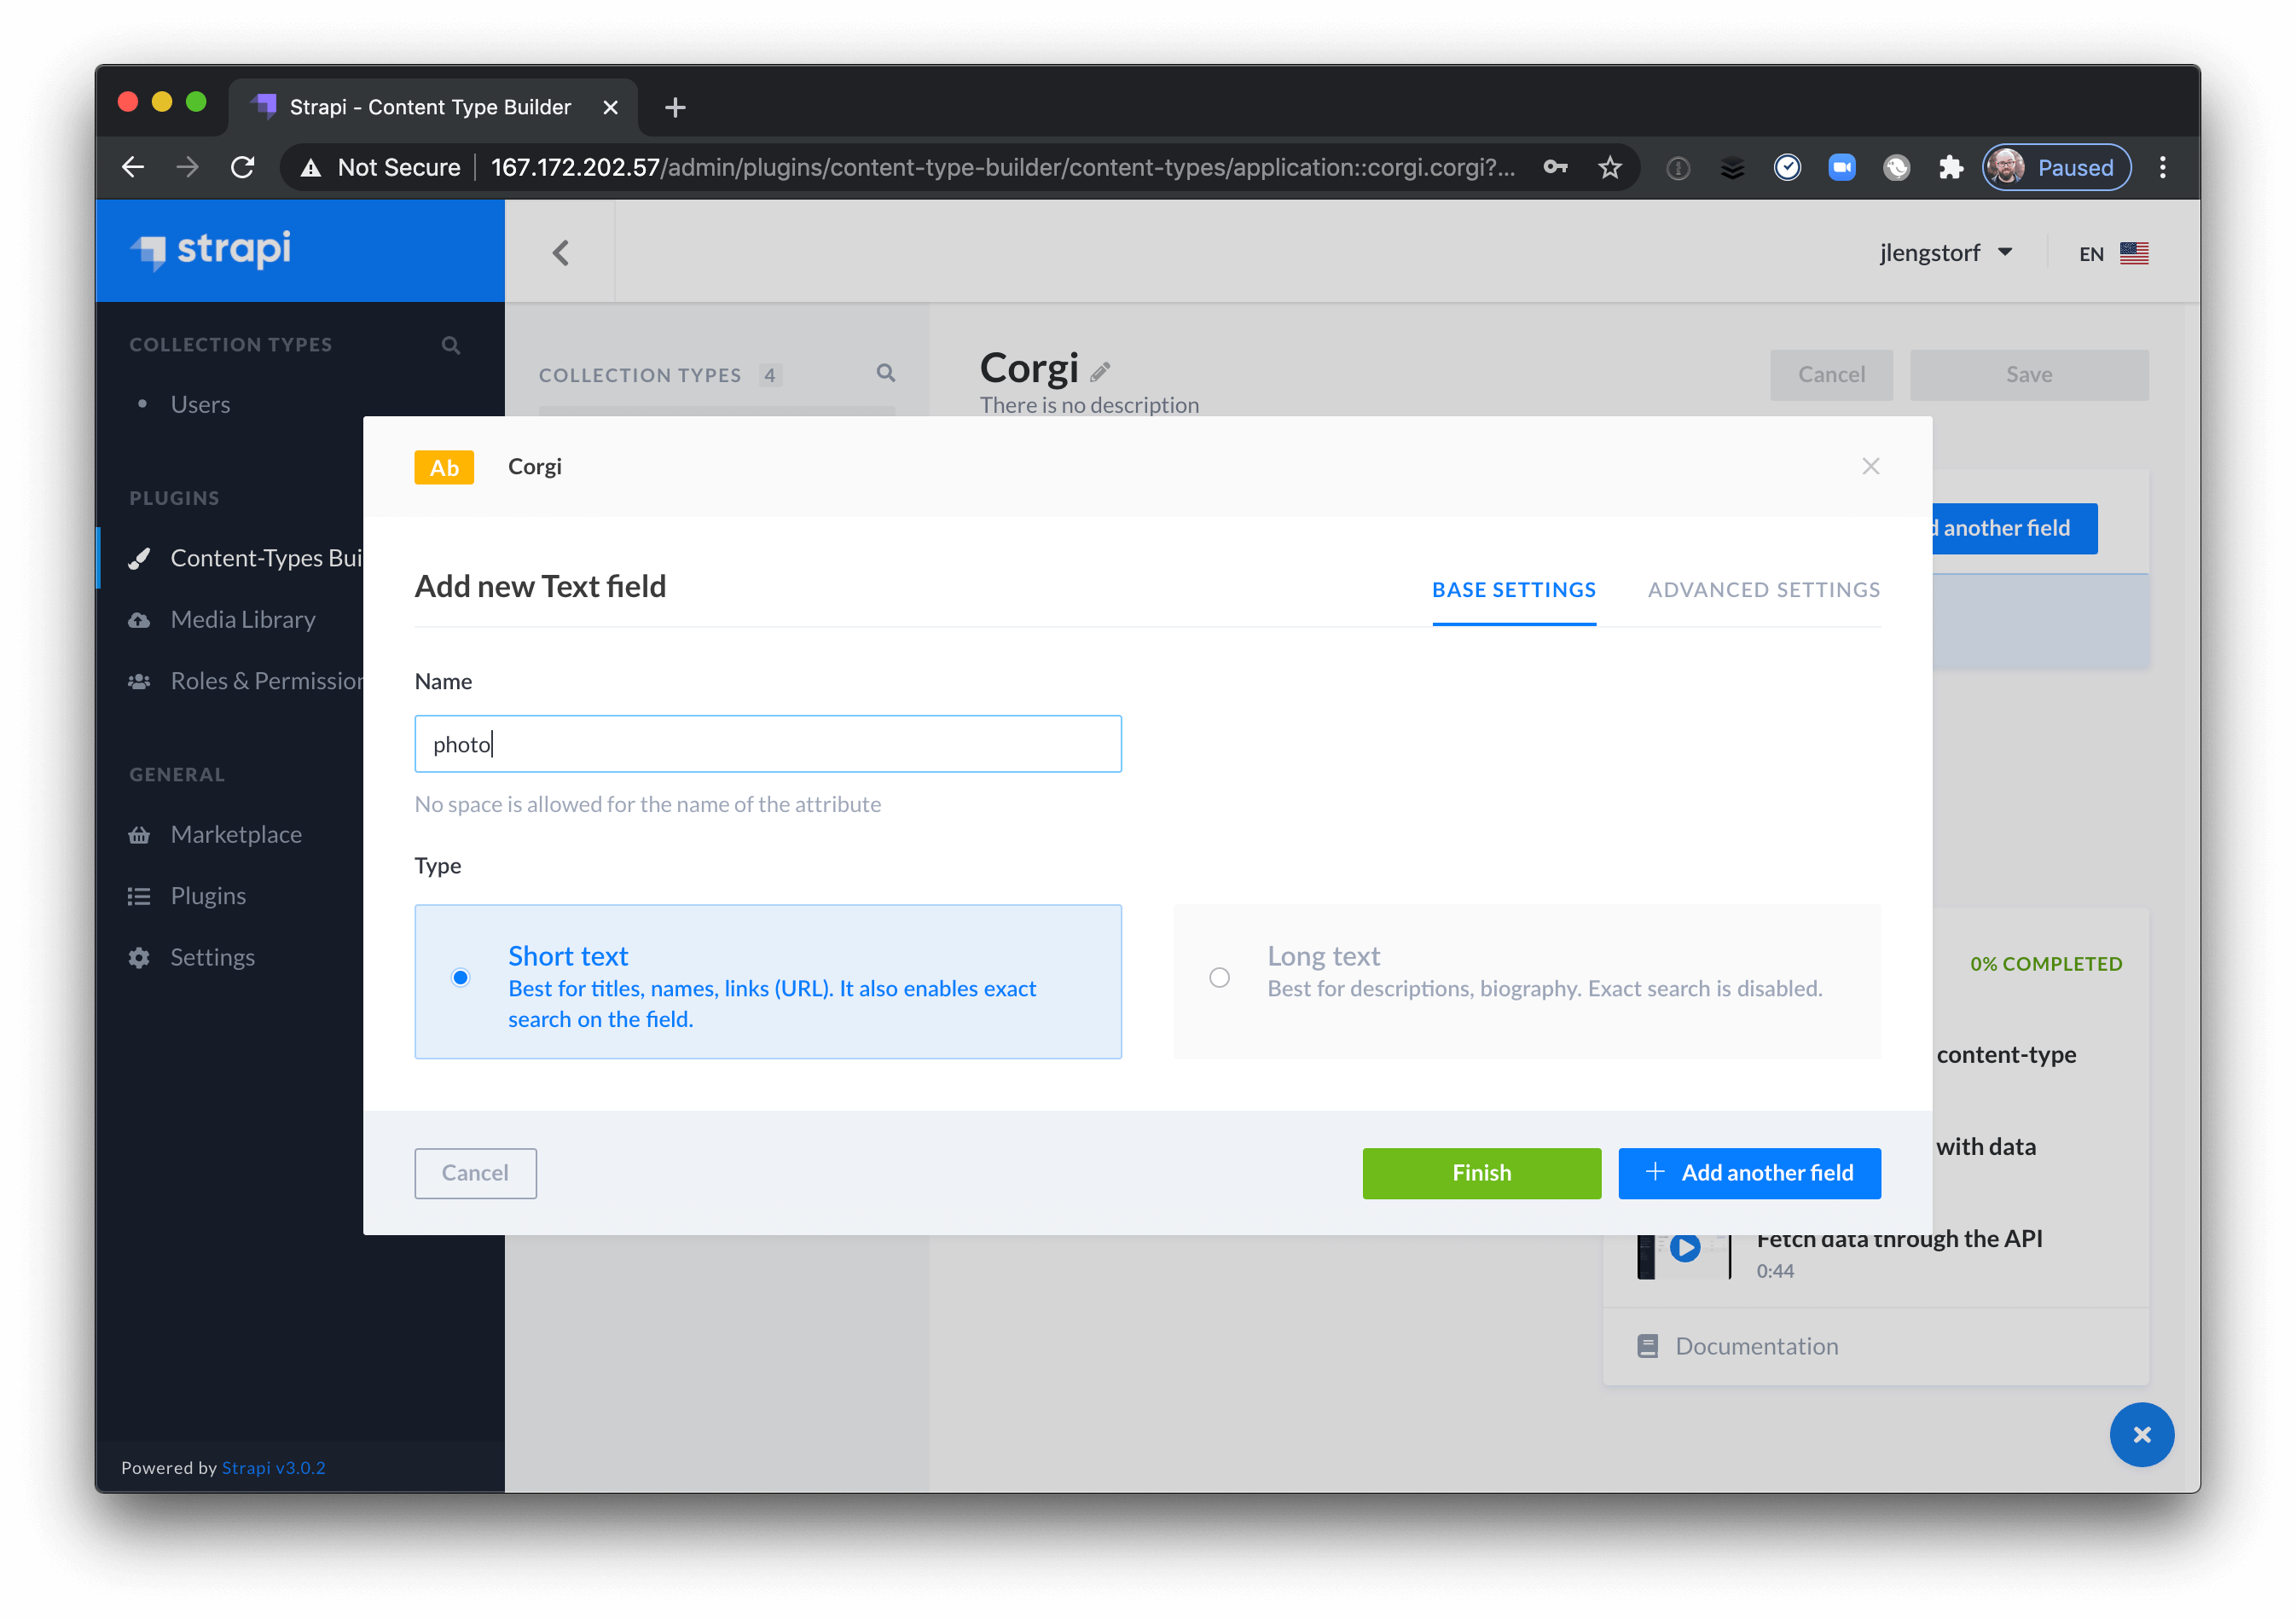 Strapi - Content Type Builder
Not Secure 167.172.202.57/admin/plugins/content-type-builder/content-types/application::corgi.corgi?... Paused
strapi
jlengstorf EN
COLLECTION TYPES
Users
PLUGINS
Content-Types Bui
Media Library
Roles & Permission
GENERAL
Marketplace
Plugins
Settings
Powered by Strapi v3.0.2
COLLECTION TYPES 4
Corgi
There is no description
Cancel Save
another field
Ab Corgi
Add new Text field
BASE SETTINGS ADVANCED SETTINGS
Name
photo
No space is allowed for the name of the attribute
Type
Short text
Best for titles, names, links (URL). It also enables exact
search on the field.
Long text
Best for descriptions, biography. Exact search is disabled.
Cancel Finish + Add another field
0% COMPLETED
content-type
with data
Fetch data through the API
0:44
Documentation